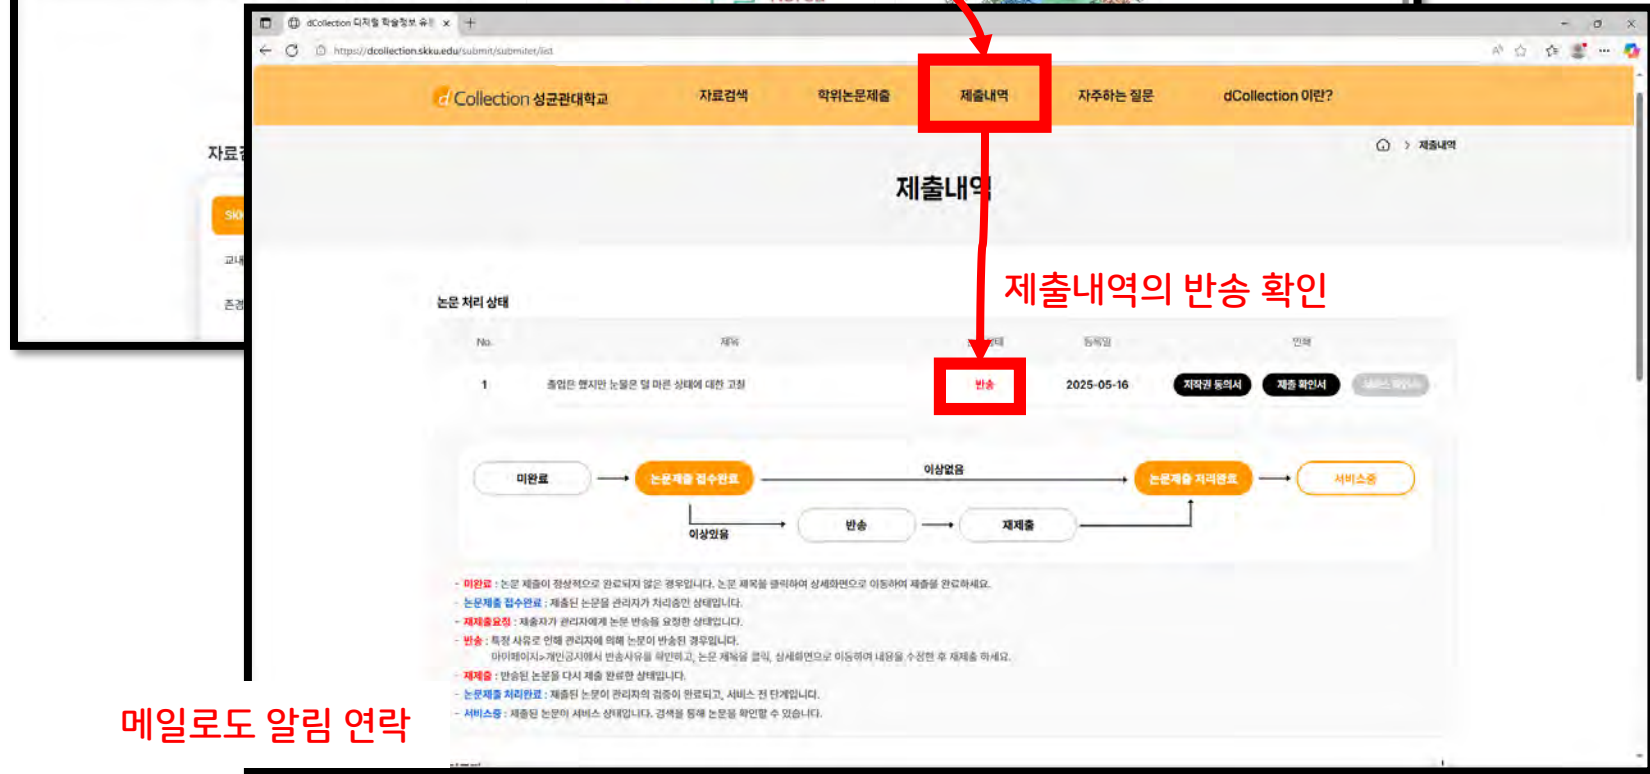 dCollection 디지털 학술정보 유
https://dcollection.skku.edu/submit/submiter/list
dCollection 성균관대학교
자료검색
학위논문제출
제출내역
자주하는 질문
dCollection 이란?
> 제출내역
제출내역
자료
SKK
교내
존경
제출내역의 반송 확인
논문 처리 상태
No.
제목
태
등록일
인쇄
1
졸업은 했지만 눈물은 덜 마른 상태에 대한 고찰
반송
2025-05-16
저작권 동의서
제출 확인서
서비스 확인서
미완료
논문제출 접수완료
이상없음
논문제출 처리완료
서비스중
이상있음
반송
재제출
- 미완료 : 논문 제출이 정상적으로 완료되지 않은 경우입니다. 논문 제목을 클릭하여 상세화면으로 이동하여 제출을 완료하세요.
- 논문제출 접수완료 : 제출된 논문을 관리자가 처리중인 상태입니다.
- 재제출요청 : 제출자가 관리자에게 논문 반송을 요청한 상태입니다.
- 반송 : 특정 사유로 인해 관리자에 의해 논문이 반송된 경우입니다.
마이페이지>개인공지에서 반송사유를 확인하고, 논문 제목을 클릭, 상세화면으로 이동하여 내용을 수정한 후 재제출 하세요.
- 재제출 : 반송된 논문을 다시 제출 완료한 상태입니다.
- 논문제출 처리완료 : 제출된 논문이 관리자의 검증이 완료되고, 서비스 전 단계입니다.
- 서비스중 : 제출된 논문이 서비스 상태입니다. 검색을 통해 논문을 확인할 수 있습니다.
메일로도 알림 연락